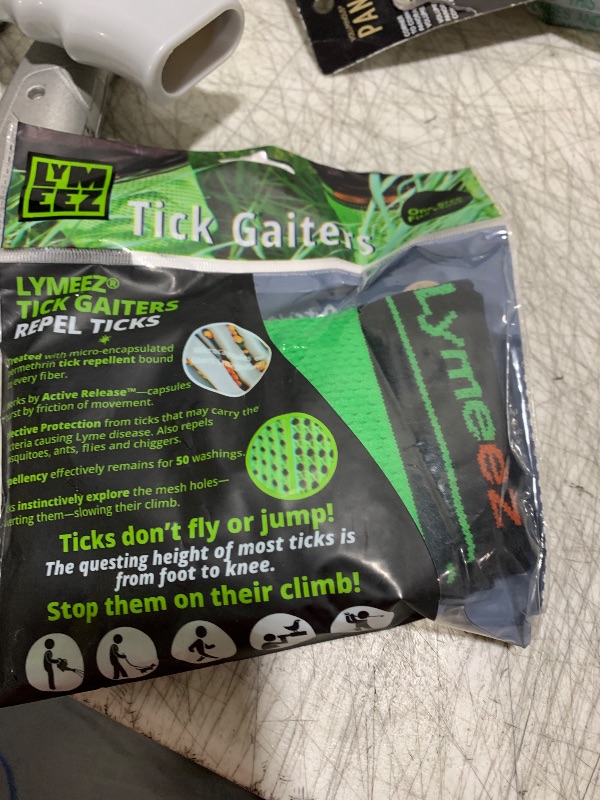 PAN
LYM
EEZ
Tick Gaiters
LYMEEZ®
TICK GAITERS
REPEL TICKS
Treated with micro-encapsulated
permethrin tick repellent bound
every fiber.
by Active Release™—capsules
by friction of movement.
Protection from ticks that may carry the
causing Lyme disease. Also repels
mosquitoes, ants, flies and chiggers.
effectively remains for 50 washings.
instinctively explore the mesh holes—
them—slowing their climb.
Ticks don't fly or jump!
The questing height of most ticks is
from foot to knee.
Stop them on their climb!
Lymeez